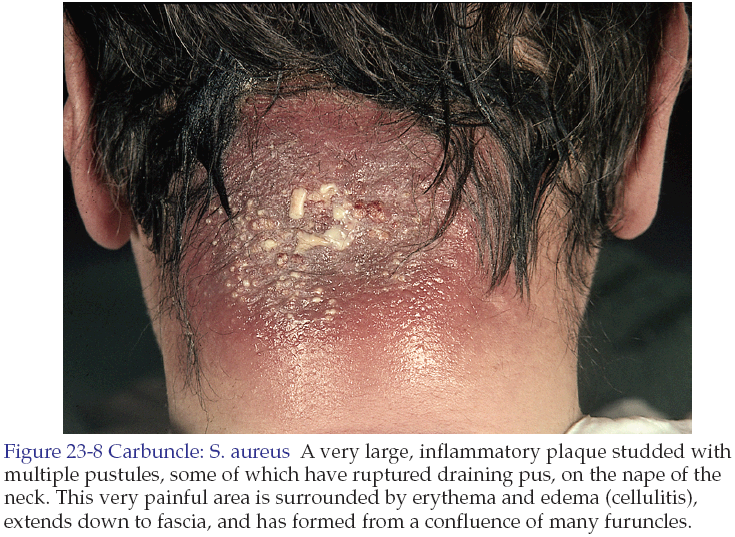 Figure 23-8 Carbuncle: S. aureus  A very large, inflammatory plaque studded with
multiple pustules, some of which have ruptured draining pus, on the nape of the
neck. This very painful area is surrounded by erythema and edema (cellulitis),
extends down to fascia, and has formed from a confluence of many furuncles.